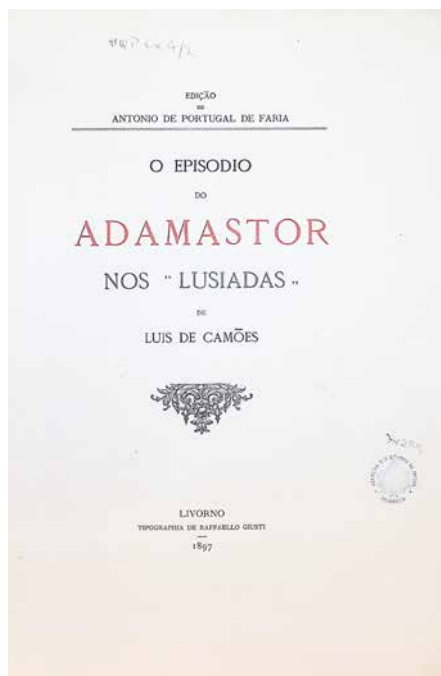 EDIÇÃO
DE
ANTONIO DE PORTUGAL DE FARIA
O EPISODIO
DO
ADAMASTOR
NOS “ LUSIADAS „
DE
LUIS DE CAMÕES
LIVORNO
TYPOGRAPHIA DE RAFFAELLO GIUSTI
1897